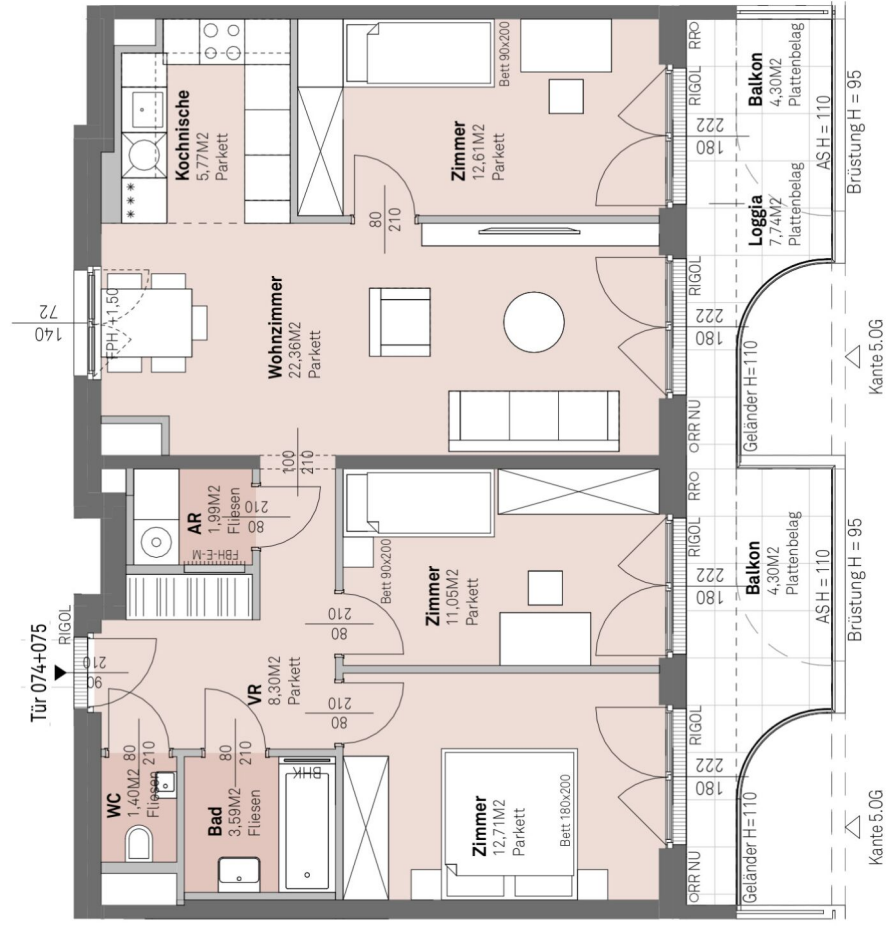 Tür 074+075
RIGOL
90
210
WC
1,40M2
Fliesen
80
210
Bad
3,59M2
Fliesen
80
210
BHK
VR
8,30M2
Parkett
AR
1,99M2
Fliesen
FBH-E-M
80
210
100
210
80
210
80
210
140
72
FPH +1,50
Wohnzimmer
22,36M2
Parkett
Kochnische
5,77M2
Parkett
***
80
210
Zimmer
12,61M2
Parkett
Bett 90x200
Zimmer
11,05M2
Parkett
Bett 90x200
Zimmer
12,71M2
Parkett
Bett 180x200
ORR NU
RIGOL
180
222
RIGOL
180
222
RRO
ORR NU
RIGOL
180
222
RIGOL
180
222
RRO
Geländer H=110
Balkon
4,30M2
Plattenbelag
AS H = 110
Brüstung H = 95
Geländer H=110
Loggia
7,74M2
Plattenbelag
Balkon
4,30M2
Plattenbelag
AS H = 110
Brüstung H = 95
Kante 5.OG
Kante 5.OG